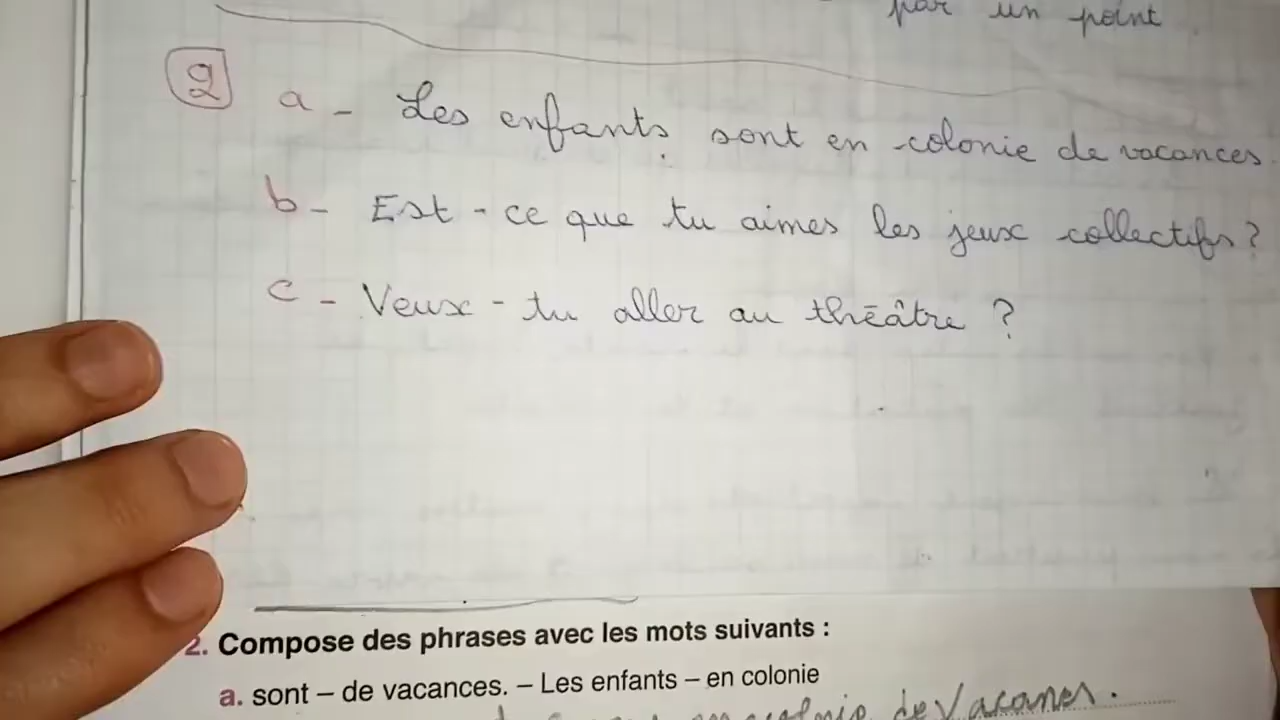 par un point.
2
a - Les enfants sont en colonie de vacances.
b - Est-ce que tu aimes les jeux collectifs ?
c - Veux-tu aller au théâtre ?
2. Compose des phrases avec les mots suivants :
a. sont – de vacances. – Les enfants – en colonie
en colonie de vacances.